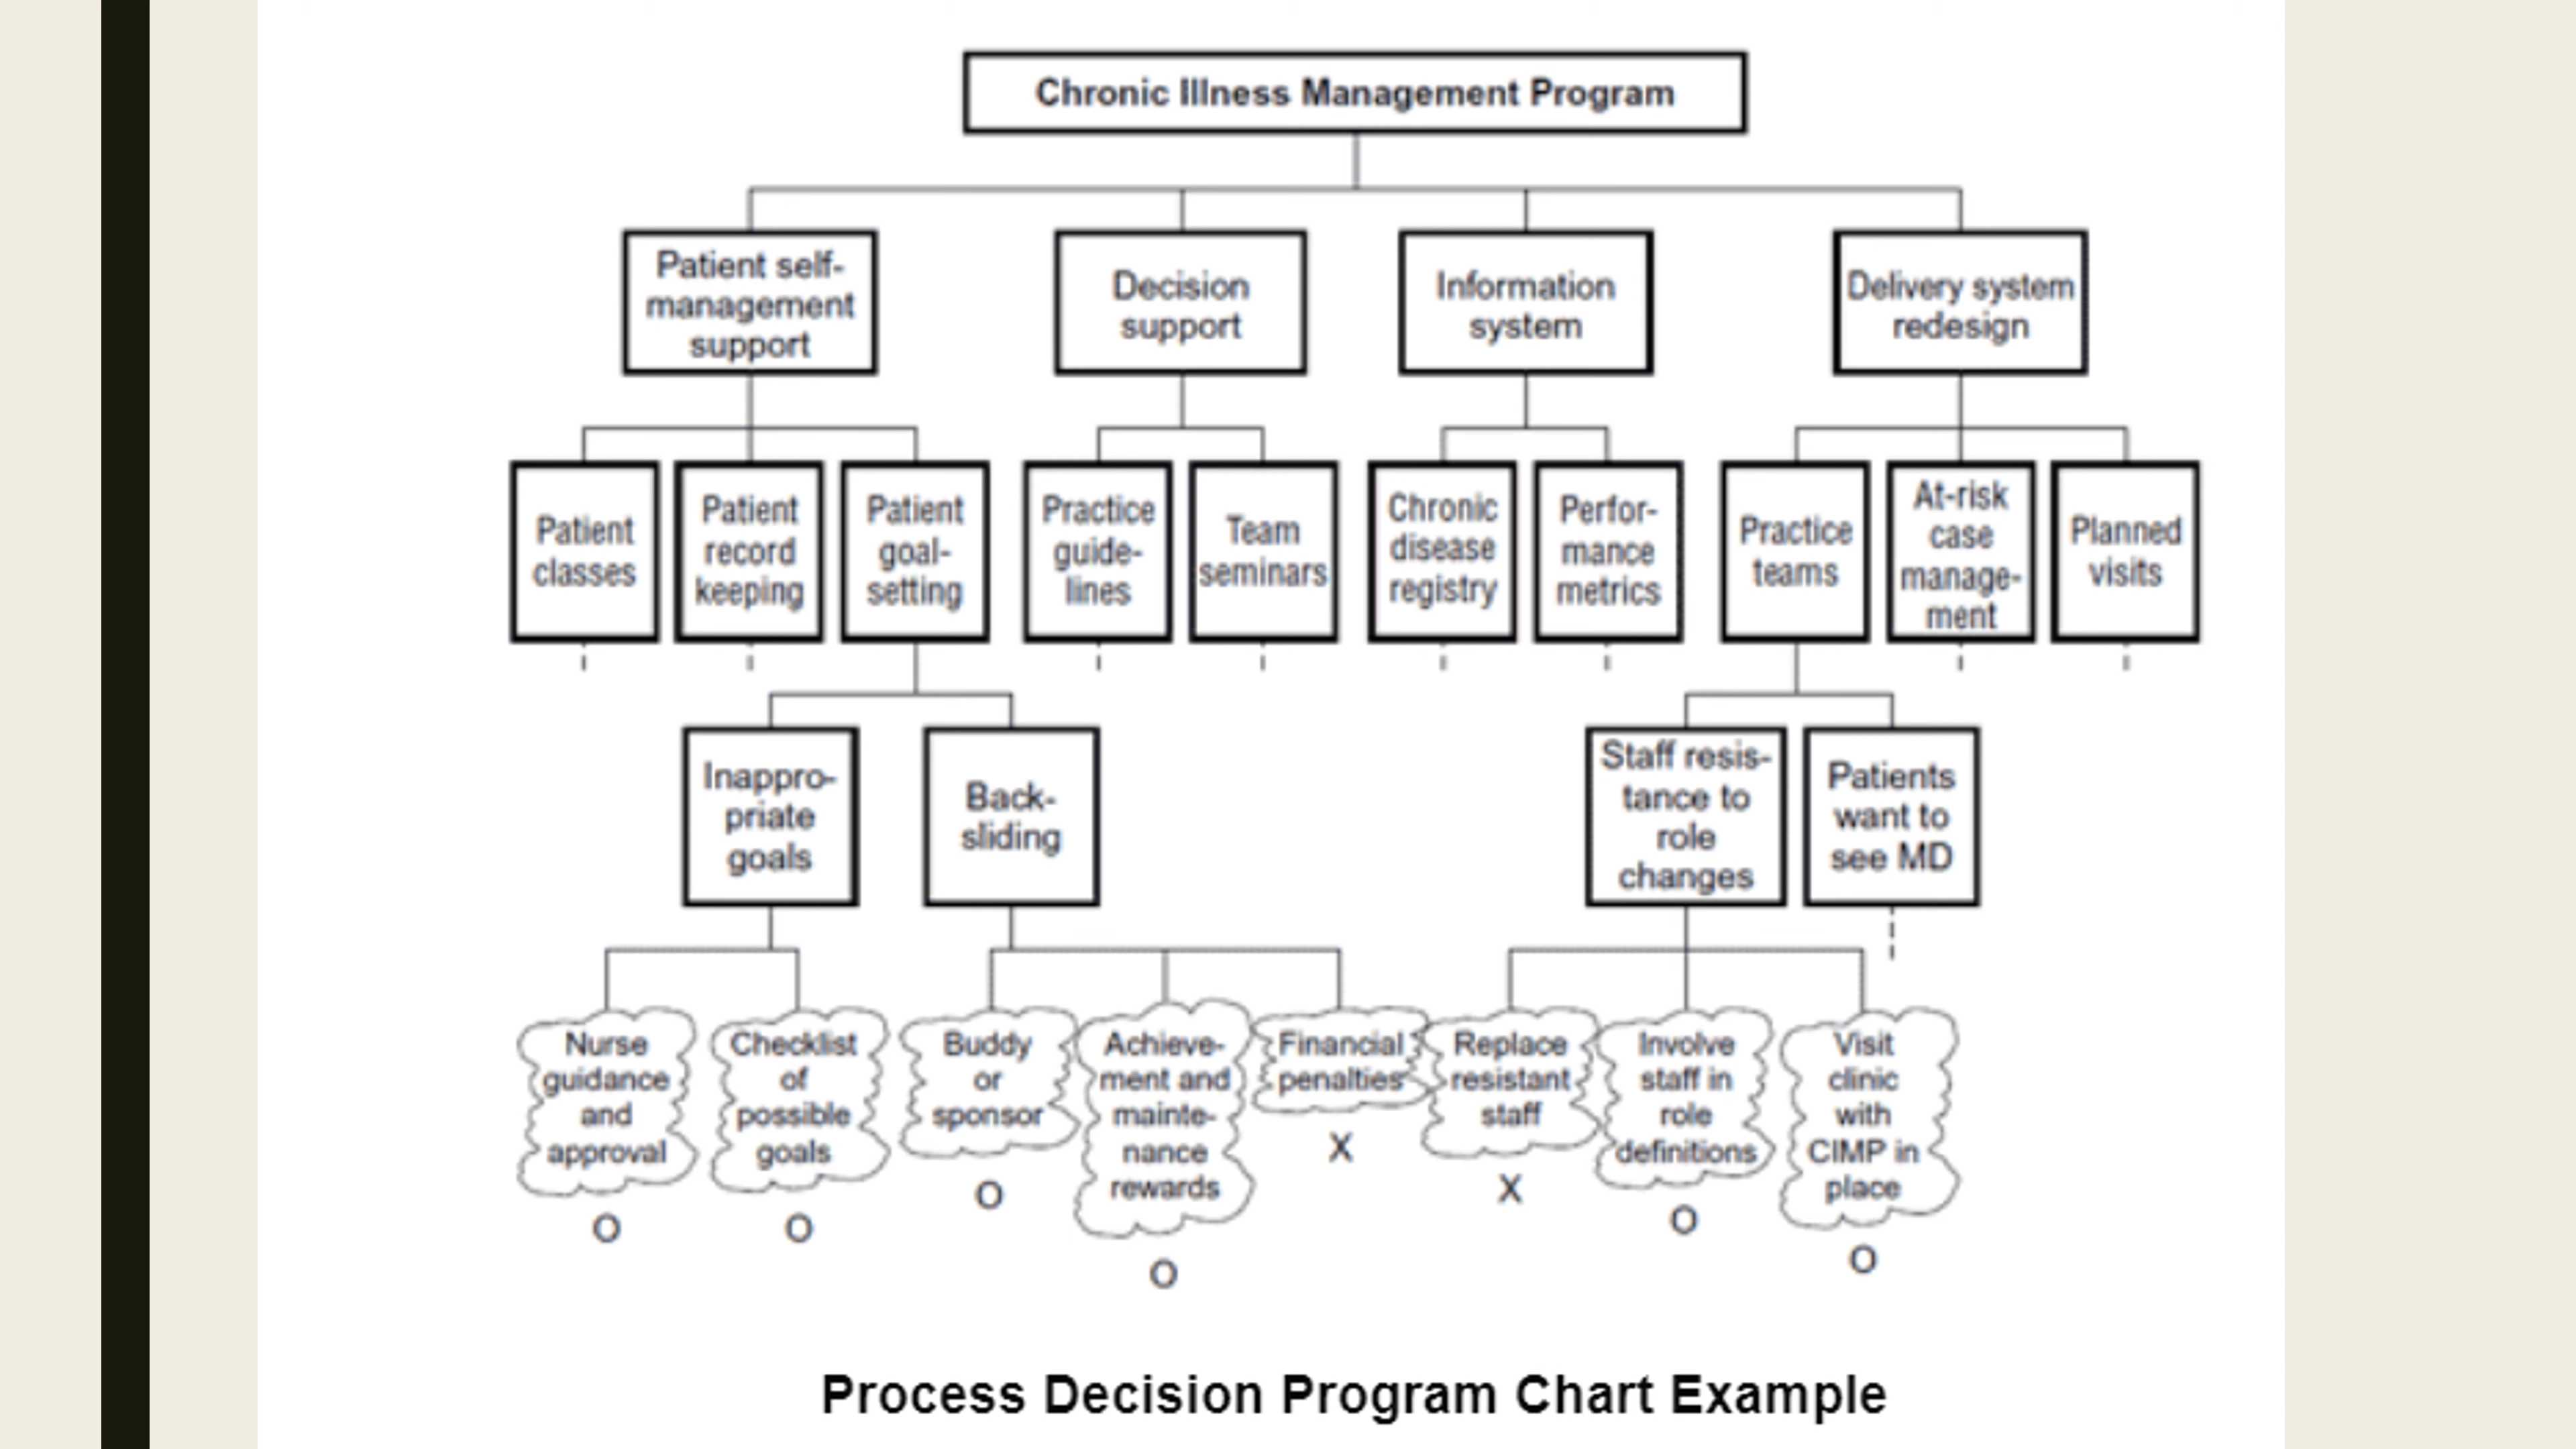 Chronic Illness Management Program
Patient self-
management
support
Decision
support
Information
system
Delivery system
redesign
Patient
classes
Patient
record
keeping
Patient
goal-
setting
Practice
guide-
lines
Team
seminars
Chronic
disease
registry
Perfor-
mance
metrics
Practice
teams
At-risk
case
manage-
ment
Planned
visits
Inappro-
priate
goals
Back-
sliding
Staff resis-
tance to
role
changes
Patients
want to
see MD
Nurse
guidance
and
approval
O
Checklist
of
possible
goals
O
Buddy
or
sponsor
O
Achieve-
ment and
mainte-
nance
rewards
O
Financial
penalties
X
Replace
resistant
staff
X
Involve
staff in
role
definitions
O
Visit
clinic
with
CIMP in
place
O
Process Decision Program Chart Example